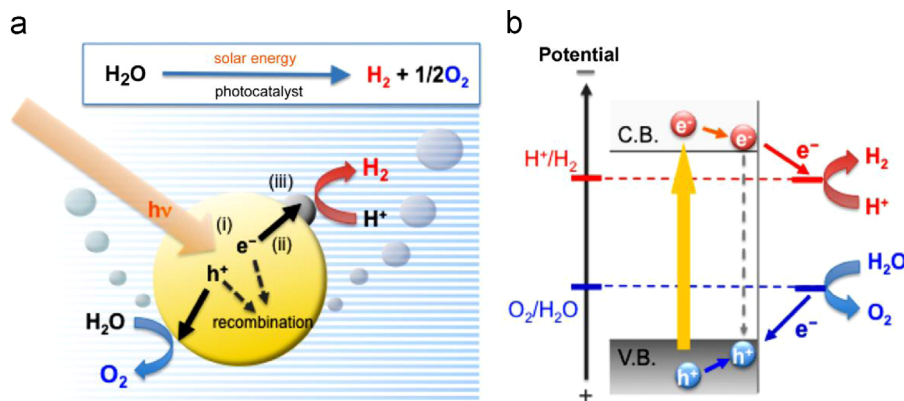 a
solar energy
H₂O
H₂ + 1/2O₂
photocatalyst
hν
(i)
(iii)
H₂
H⁺
e⁻
(ii)
h⁺
recombination
H₂O
O₂
b
Potential
−
C.B.
e⁻
e⁻
e⁻
H⁺/H₂
H₂
H⁺
H₂O
O₂/H₂O
O₂
e⁻
V.B.
h⁺
h⁺
+